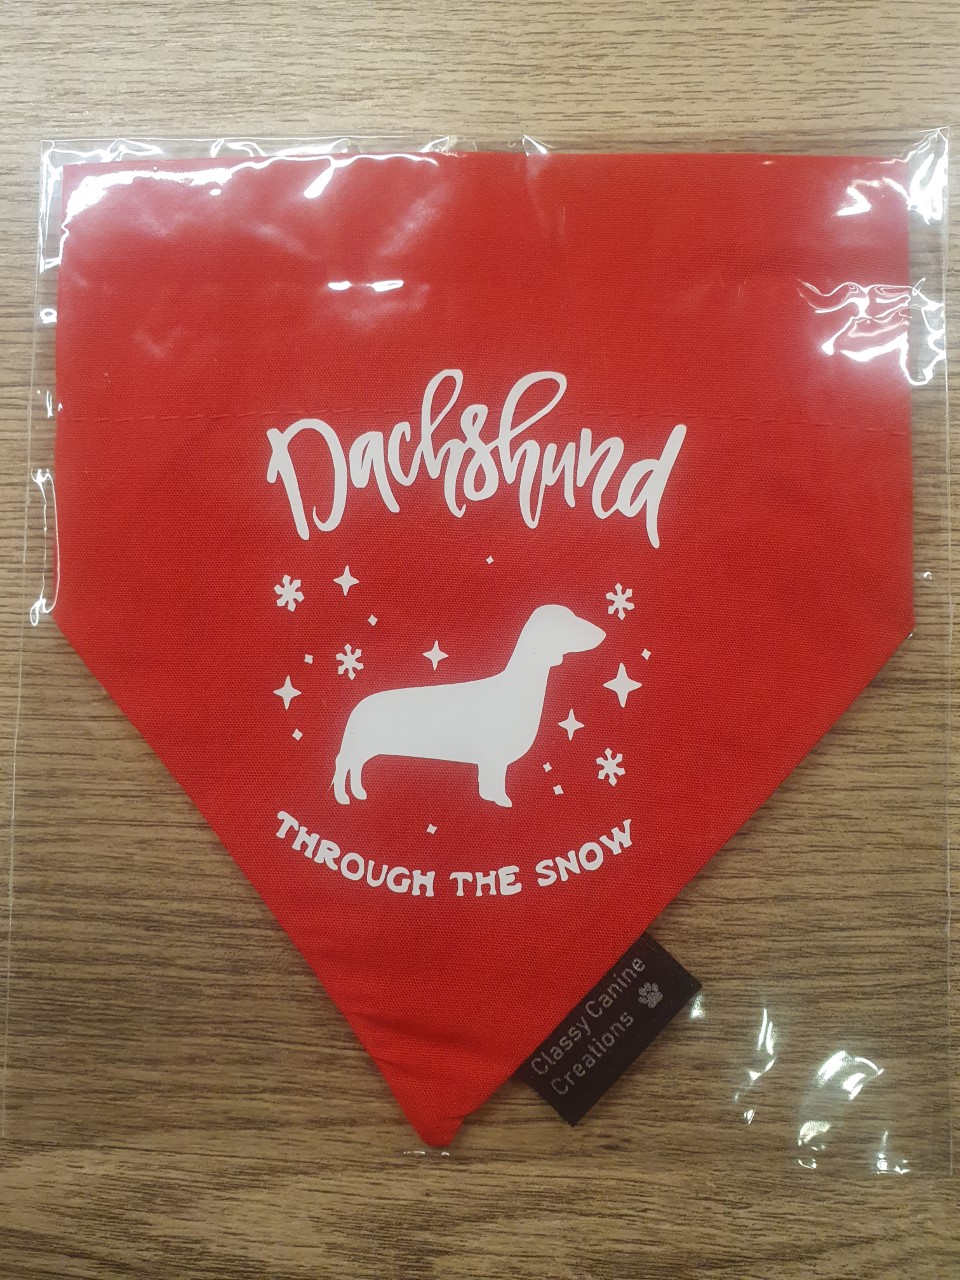 Dachshund
THROUGH THE SNOW
Classy Canine
Creations